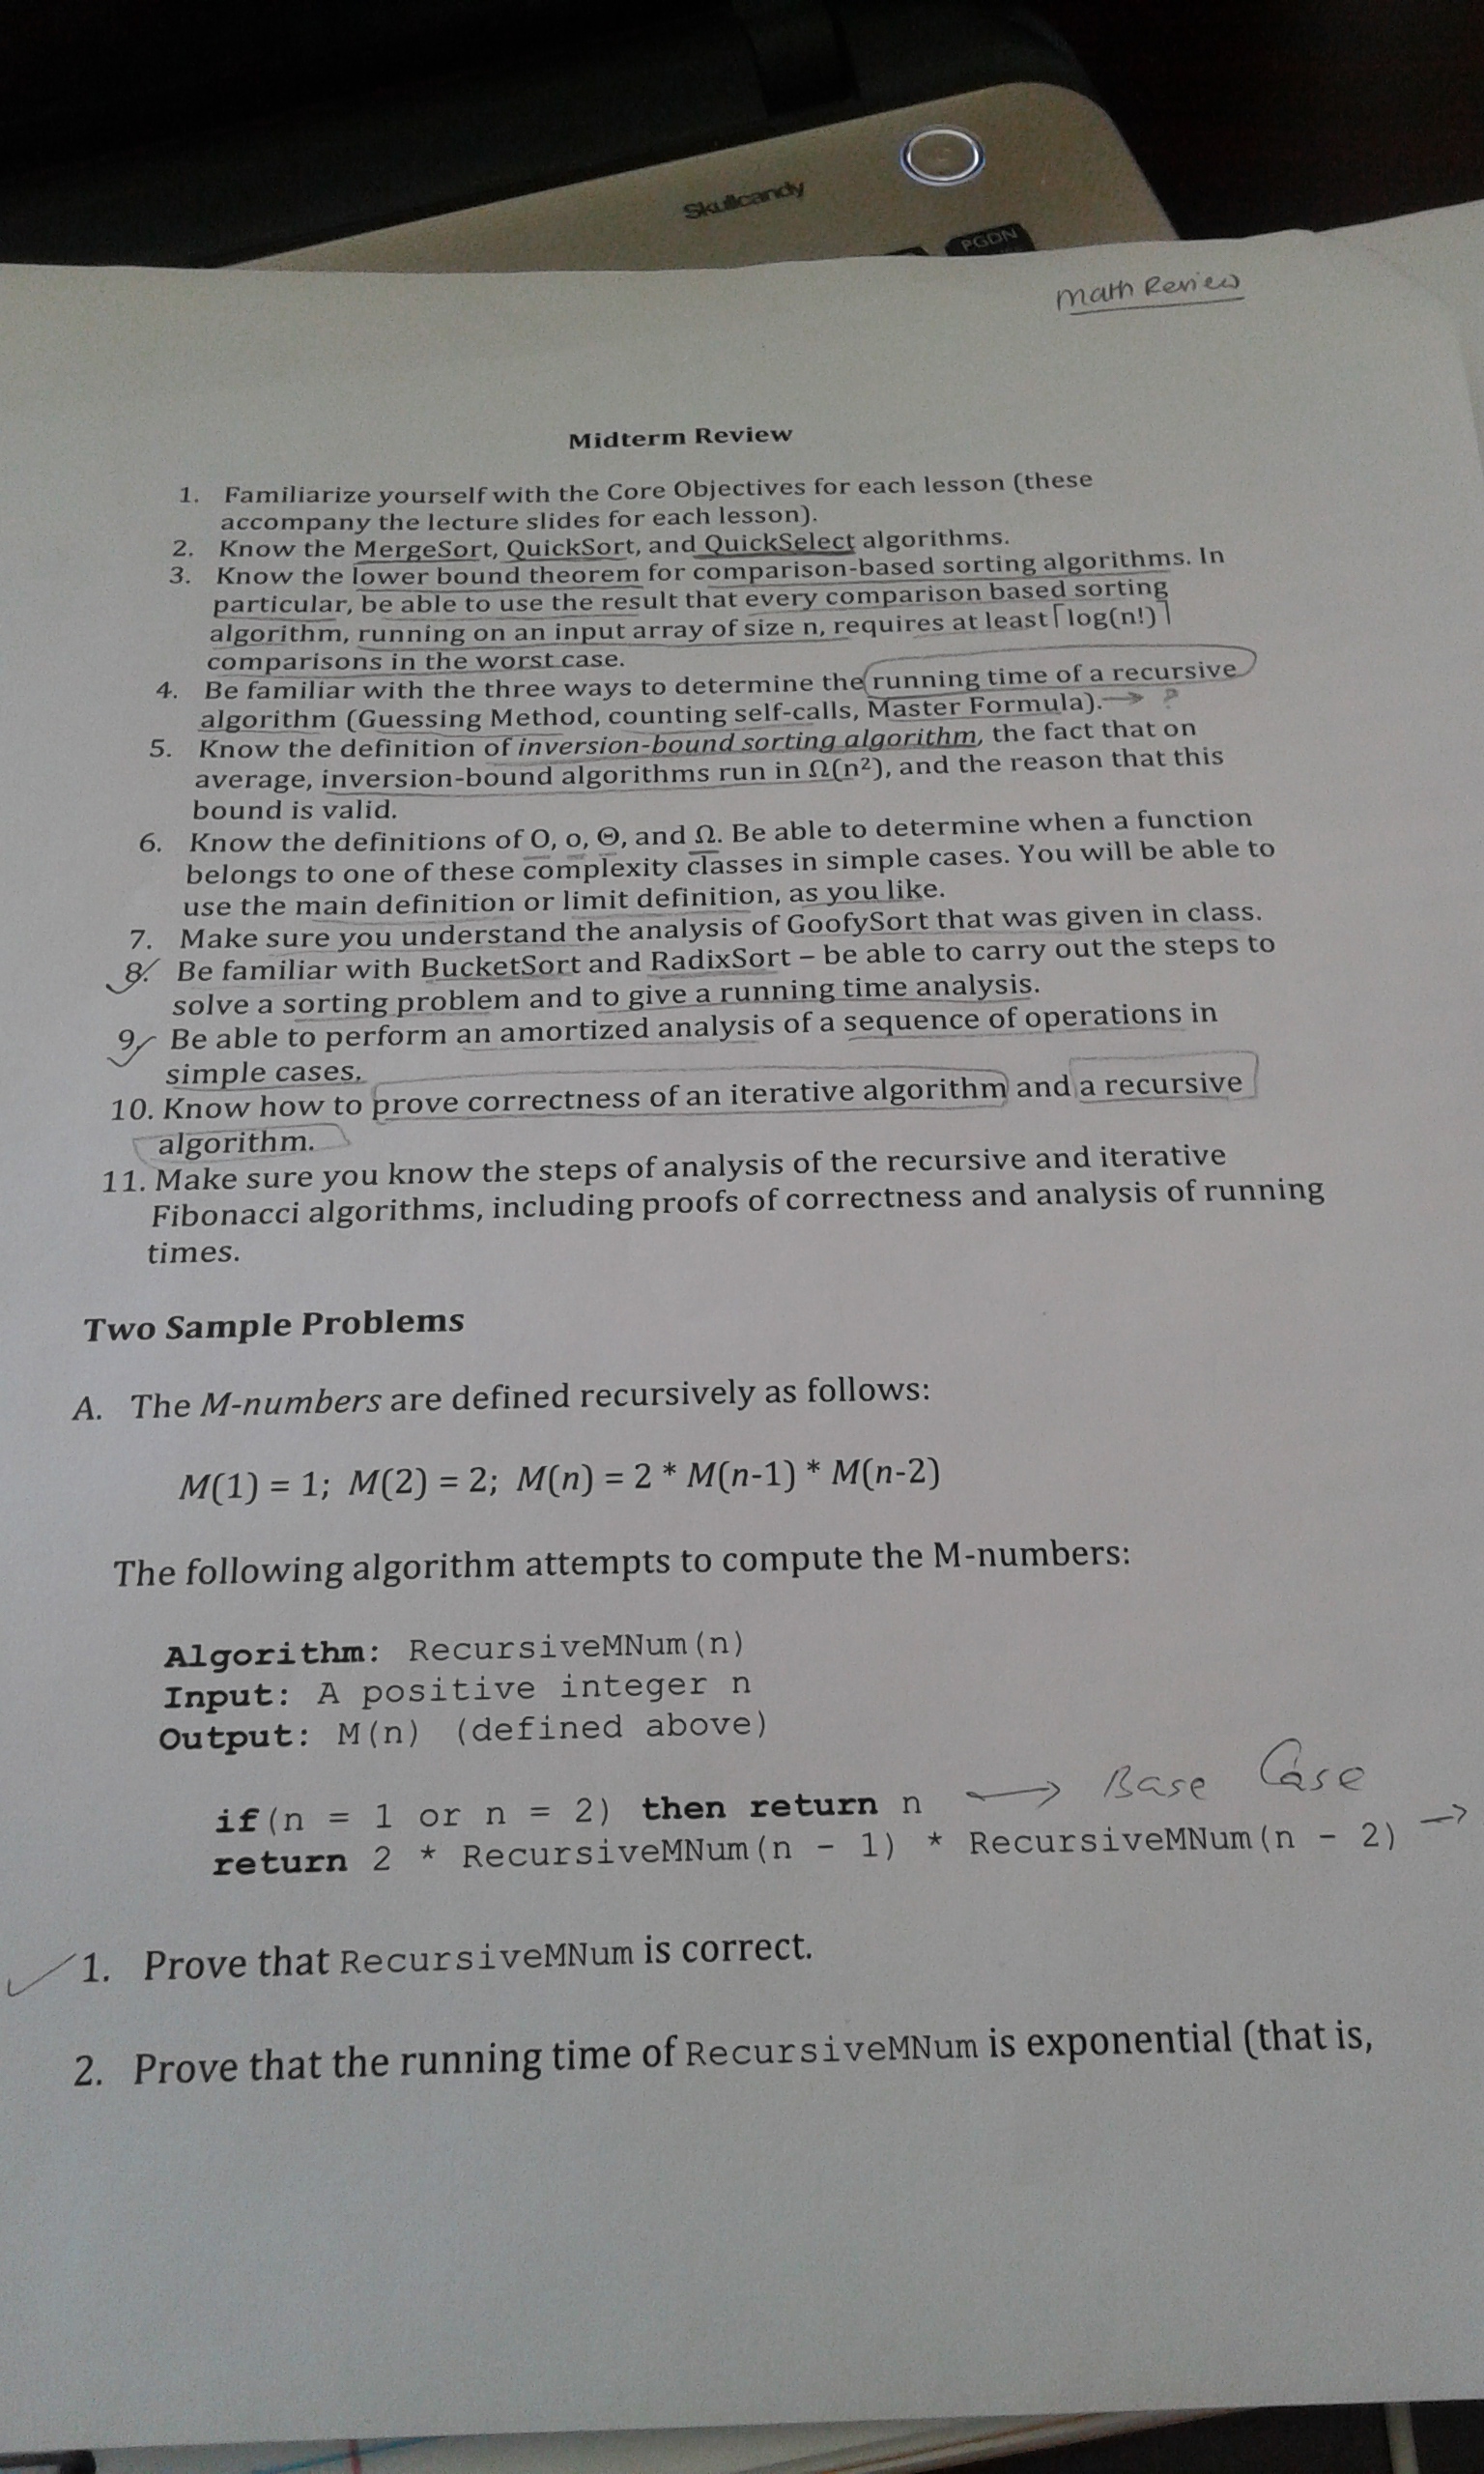 Skullcandy
PGDN
Math Review
Midterm Review
1. Familiarize yourself with the Core Objectives for each lesson (these
accompany the lecture slides for each lesson).
2. Know the MergeSort, QuickSort, and QuickSelect algorithms.
3. Know the lower bound theorem for comparison-based sorting algorithms. In
particular, be able to use the result that every comparison based sorting
algorithm, running on an input array of size n, requires at least ⌈log(n!)⌉
comparisons in the worst case.
4. Be familiar with the three ways to determine the running time of a recursive
algorithm (Guessing Method, counting self-calls, Master Formula). → ?
5. Know the definition of inversion-bound sorting algorithm, the fact that on
average, inversion-bound algorithms run in Ω(n²), and the reason that this
bound is valid.
6. Know the definitions of O, o, Θ, and Ω. Be able to determine when a function
belongs to one of these complexity classes in simple cases. You will be able to
use the main definition or limit definition, as you like.
7. Make sure you understand the analysis of GoofySort that was given in class.
8. Be familiar with BucketSort and RadixSort – be able to carry out the steps to
solve a sorting problem and to give a running time analysis.
9. Be able to perform an amortized analysis of a sequence of operations in
simple cases.
10. Know how to prove correctness of an iterative algorithm and a recursive
algorithm.
11. Make sure you know the steps of analysis of the recursive and iterative
Fibonacci algorithms, including proofs of correctness and analysis of running
times.
Two Sample Problems
A. The M-numbers are defined recursively as follows:
M(1) = 1; M(2) = 2; M(n) = 2 * M(n-1) * M(n-2)
The following algorithm attempts to compute the M-numbers:
Algorithm: RecursiveMNum(n)
Input: A positive integer n
Output: M(n) (defined above)
if(n = 1 or n = 2) then return n → Base Case
return 2 * RecursiveMNum(n - 1) * RecursiveMNum(n - 2) →
1. Prove that RecursiveMNum is correct.
2. Prove that the running time of RecursiveMNum is exponential (that is,